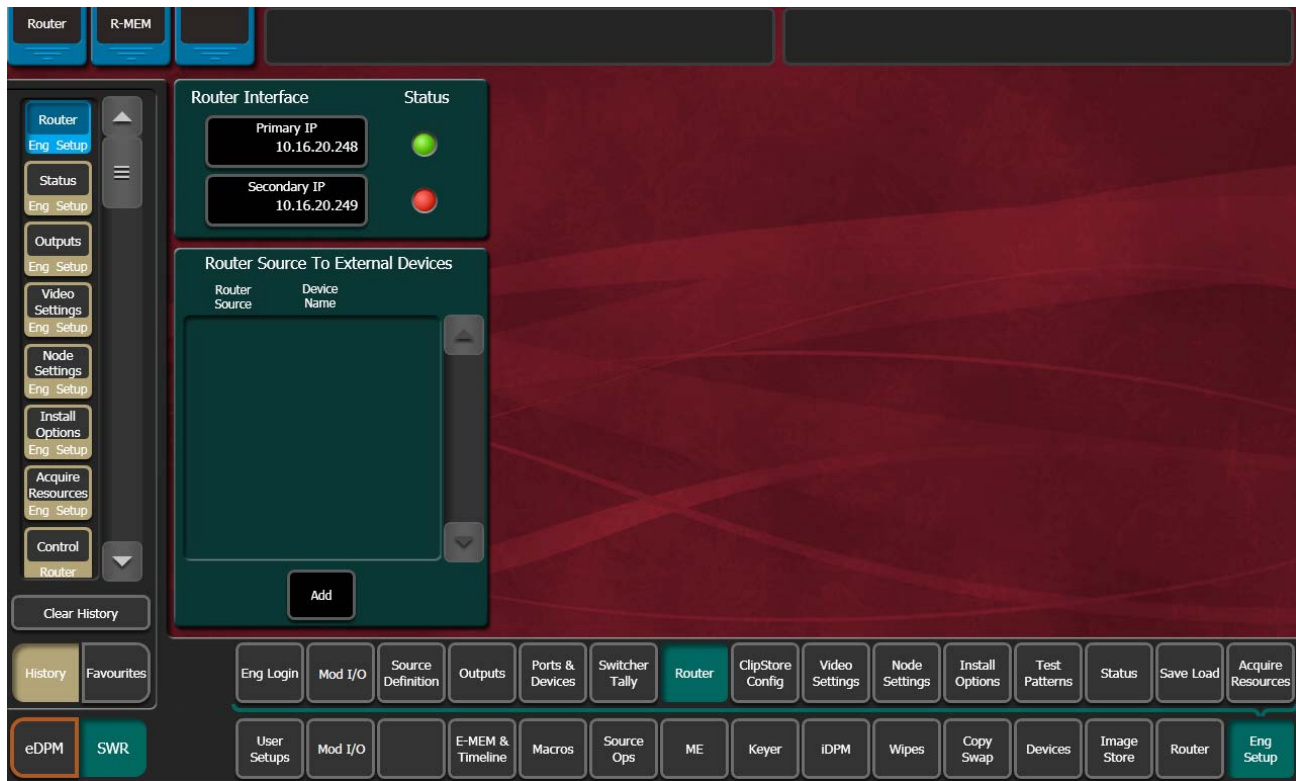 Router
R-MEM
Router
Eng Setup
Status
Eng Setup
Outputs
Eng Setup
Video
Settings
Eng Setup
Node
Settings
Eng Setup
Install
Options
Eng Setup
Acquire
Resources
Eng Setup
Control
Router
Clear History
History
Favourites
eDPM
SWR
Router Interface
Status
Primary IP
10.16.20.248
Secondary IP
10.16.20.249
Router Source To External Devices
Router
Source
Device
Name
Add
Eng Login
Mod I/O
Source
Definition
Outputs
Ports &
Devices
Switcher
Tally
Router
ClipStore
Config
Video
Settings
Node
Settings
Install
Options
Test
Patterns
Status
Save Load
Acquire
Resources
User
Setups
Mod I/O
E-MEM &
Timeline
Macros
Source
Ops
ME
Keyer
iDPM
Wipes
Copy
Swap
Devices
Image
Store
Router
Eng
Setup